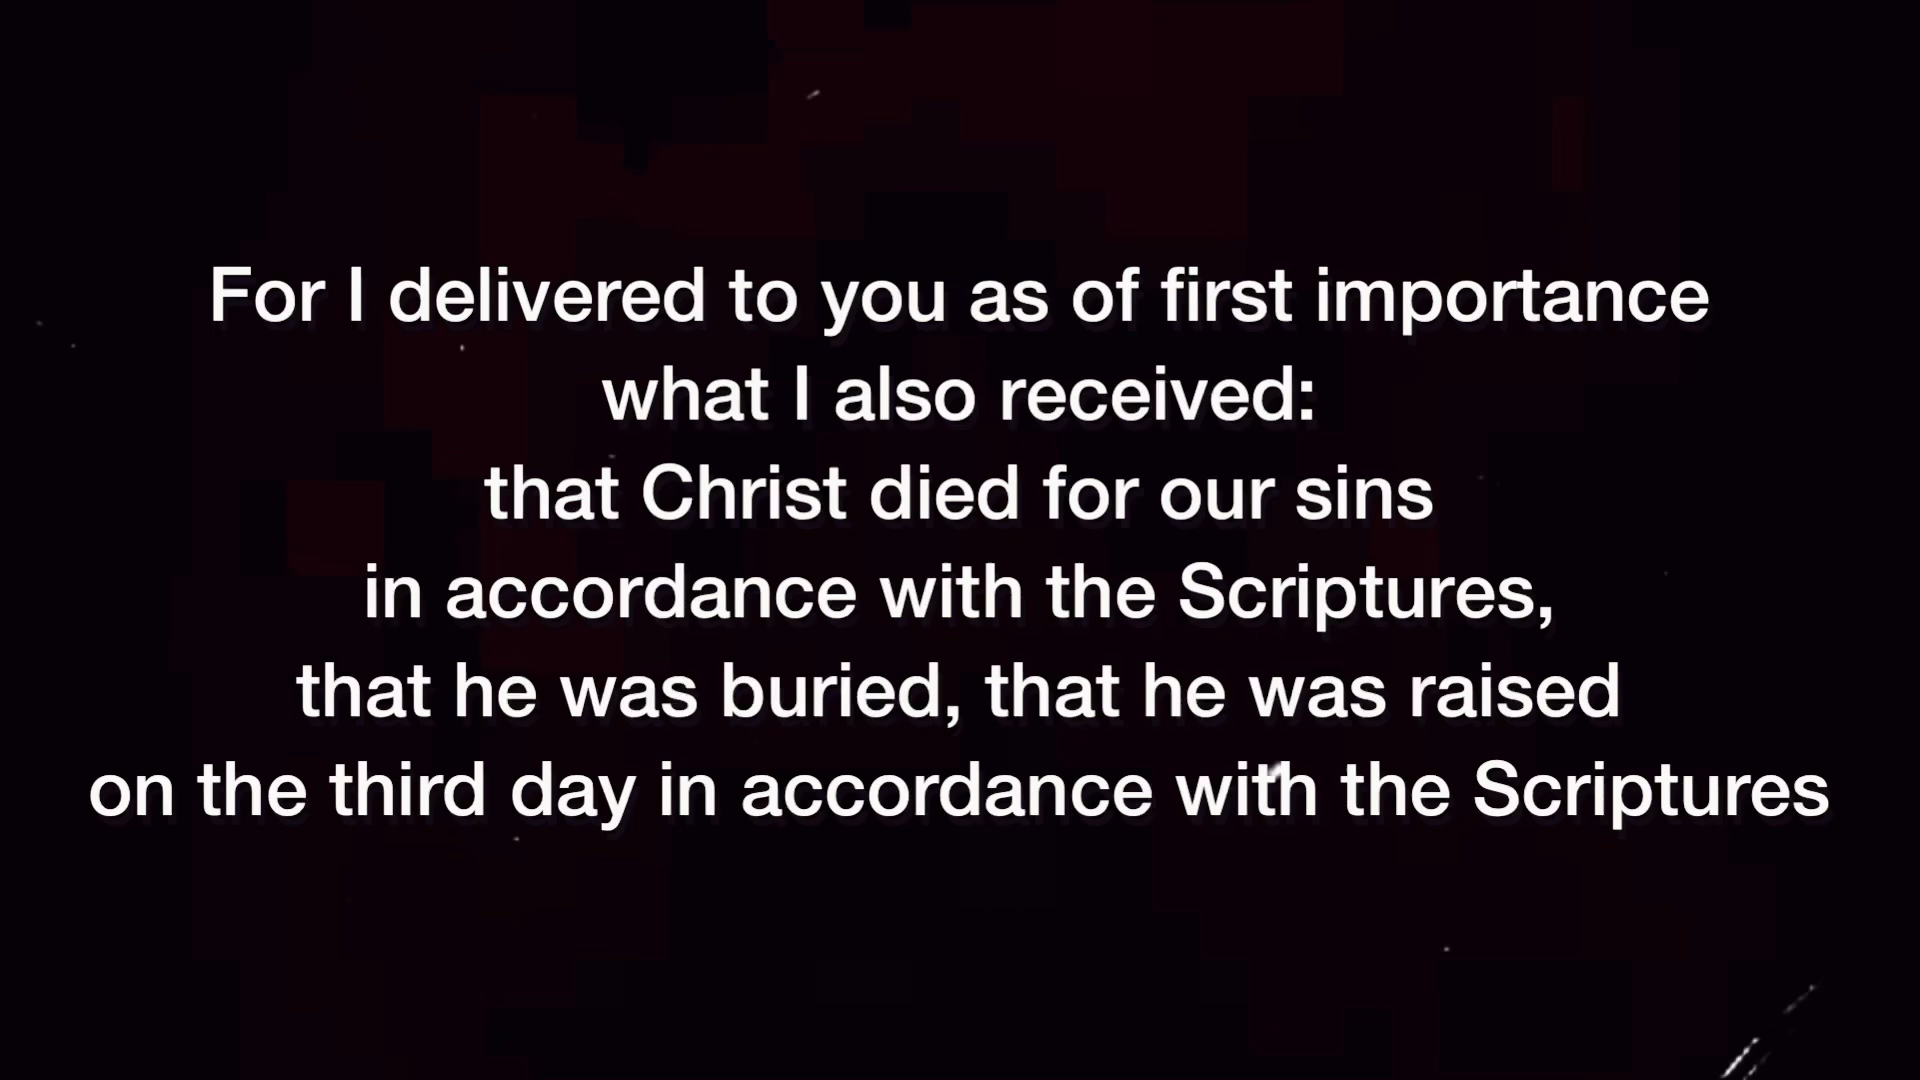 For I delivered to you as of first importance
what I also received:
that Christ died for our sins
in accordance with the Scriptures,
that he was buried, that he was raised
on the third day in accordance with the Scriptures